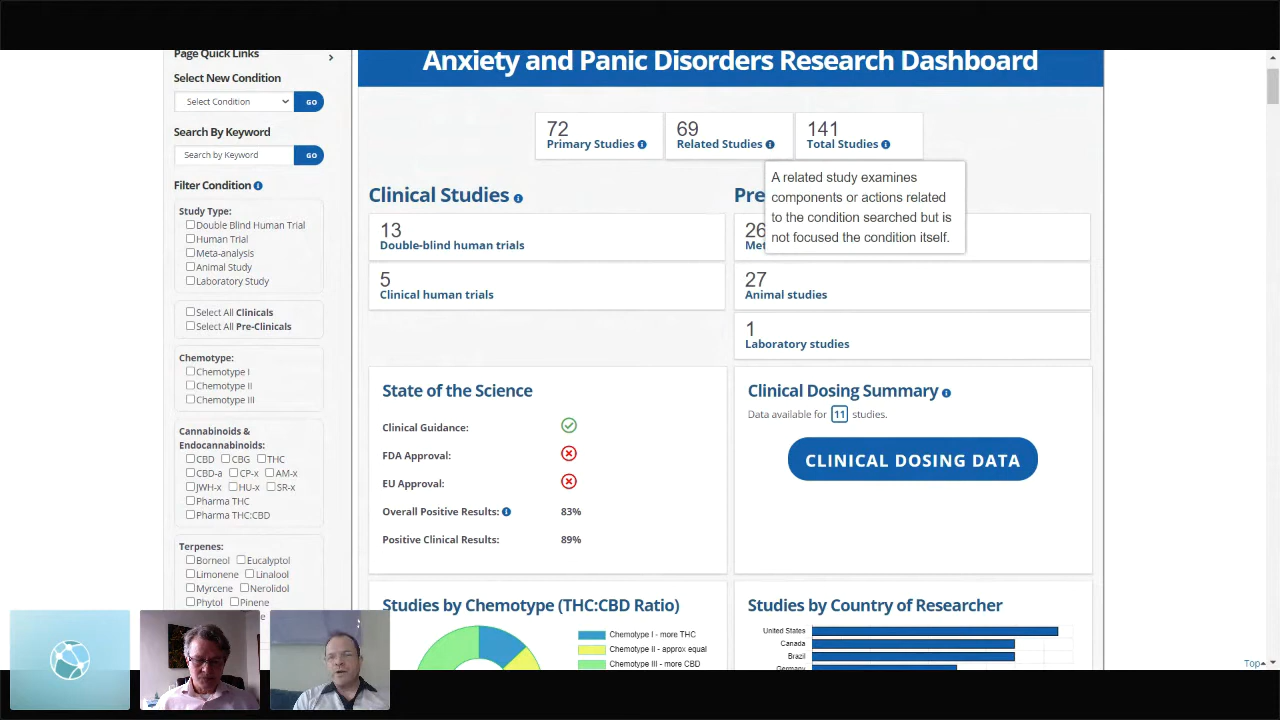 Page Quick Links
Select New Condition
Select Condition
GO
Search By Keyword
Search by Keyword
GO
Filter Condition
Study Type:
Double Blind Human Trial
Human Trial
Meta-analysis
Animal Study
Laboratory Study
Select All Clinicals
Select All Pre-Clinicals
Chemotype:
Chemotype I
Chemotype II
Chemotype III
Cannabinoids &
Endocannabinoids:
CBD CBG THC
CBD-a CP-x AM-x
JWH-x HU-x SR-x
Pharma THC
Pharma THC:CBD
Terpenes:
Borneol Eucalyptol
Limonene Linalool
Myrcene Nerolidol
Phytol Pinene
Anxiety and Panic Disorders Research Dashboard
72
Primary Studies
69
Related Studies
141
Total Studies
A related study examines
components or actions related
to the condition searched but is
not focused the condition itself.
Clinical Studies
13
Double-blind human trials
5
Clinical human trials
Pre
26
Met
27
Animal studies
1
Laboratory studies
State of the Science
Clinical Guidance:
FDA Approval:
EU Approval:
Overall Positive Results: 83%
Positive Clinical Results: 89%
Clinical Dosing Summary
Data available for 11 studies.
CLINICAL DOSING DATA
Studies by Chemotype (THC:CBD Ratio)
Chemotype I - more THC
Chemotype II - approx equal
Chemotype III - more CBD
Studies by Country of Researcher
United States
Canada
Brazil
Germany
Top